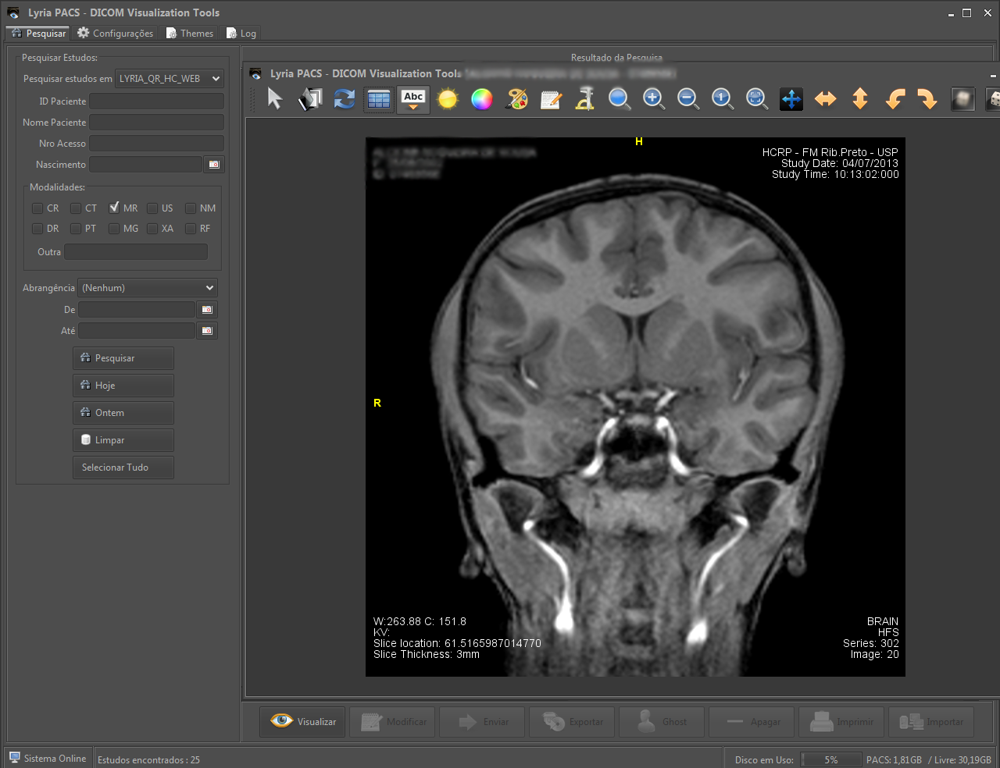 Lyria PACS - DICOM Visualization Tools
Pesquisar
Configurações
Themes
Log
Pesquisar Estudos:
Pesquisar estudos em LYRIA_QR_HC_WEB
ID Paciente
Nome Paciente
Nro Acesso
Nascimento
Modalidades:
CR CT MR US NM
DR PT MG XA RF
Outra
Abrangência (Nenhum)
De
Até
Pesquisar
Hoje
Ontem
Limpar
Selecionar Tudo
Resultado da Pesquisa
Lyria PACS - DICOM Visualization Tools
Abc
1
H
HCRP - FM Rib.Preto - USP
Study Date: 04/07/2013
Study Time: 10:13:02:000
R
W:263.88 C: 151.8
KV:
Slice location: 61.5165987014770
Slice Thickness: 3mm
BRAIN
HFS
Series: 302
Image: 20
Visualizar
Modificar
Enviar
Exportar
Ghost
Apagar
Imprimir
Importar
Sistema Online
Estudos encontrados : 25
Disco em Uso: 5% PACS: 1,81GB / Livre: 30,19GB